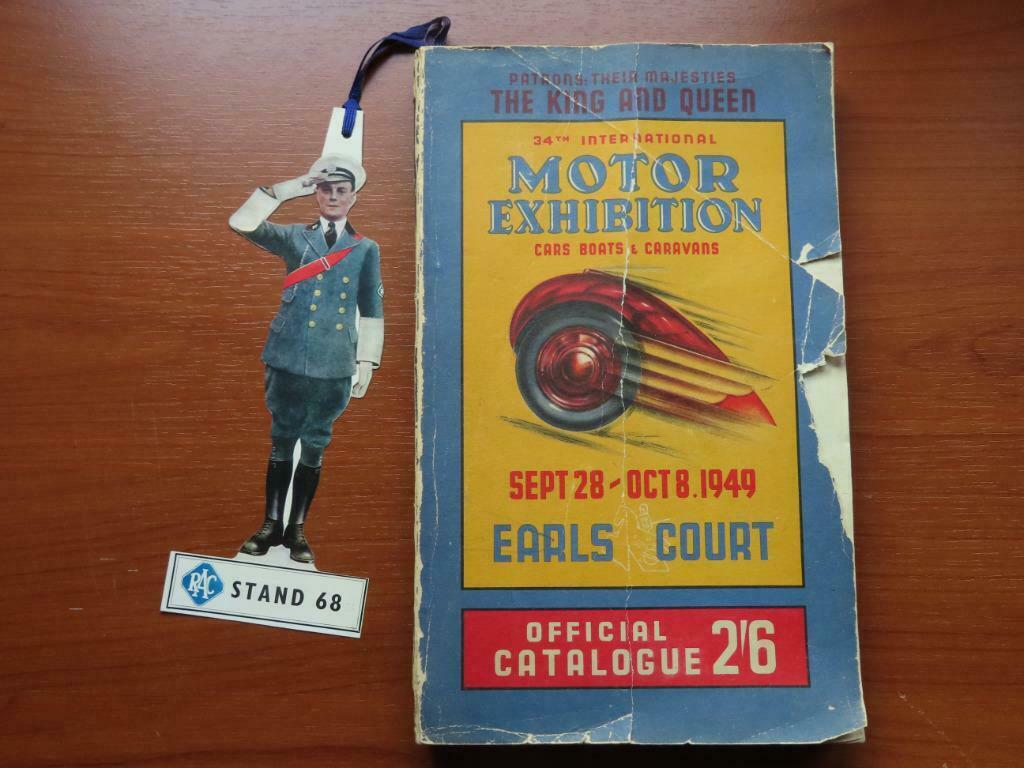 PATRONS: THEIR MAJESTIES
THE KING AND QUEEN
34TH INTERNATIONAL
MOTOR
EXHIBITION
CARS BOATS & CARAVANS
SEPT 28 - OCT 8. 1949
EARLS COURT
OFFICIAL
CATALOGUE 2'6
RAC STAND 68